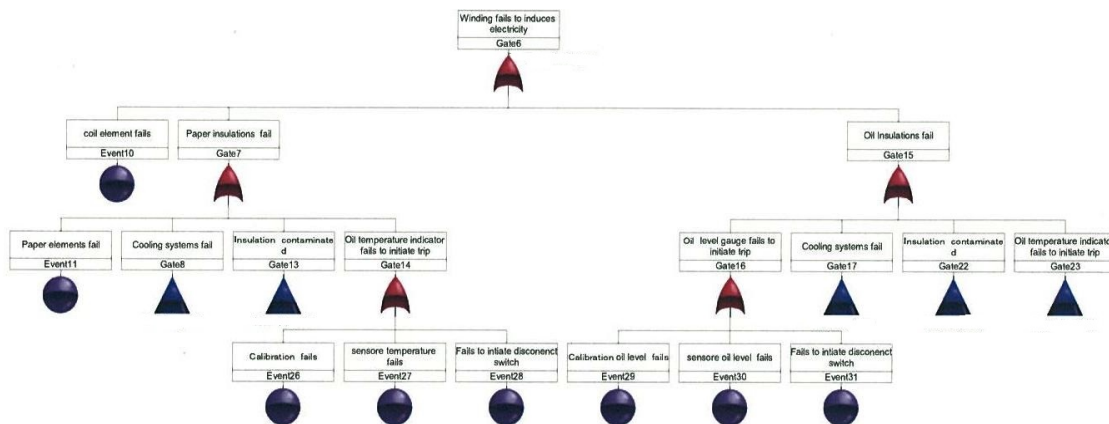 Winding fails to induces
electricity
Gate6
coil element fails
Event10
Paper insulations fail
Gate7
Oil Insulations fail
Gate15
Paper elements fail
Event11
Cooling systems fail
Gate8
Insulation contaminate
d
Gate13
Oil temperature indicator
fails to initiate trip
Gate14
Oil level gauge fails to
initiate trip
Gate16
Cooling systems fail
Gate17
Insulation contaminate
d
Gate22
Oil temperature indicator
fails to initiate trip
Gate23
Calibration fails
Event26
sensore temperature
fails
Event27
Fails to intiate disconenct
switch
Event28
Calibration oil level fails
Event29
sensore oil level fails
Event30
Fails to intiate disconenct
switch
Event31